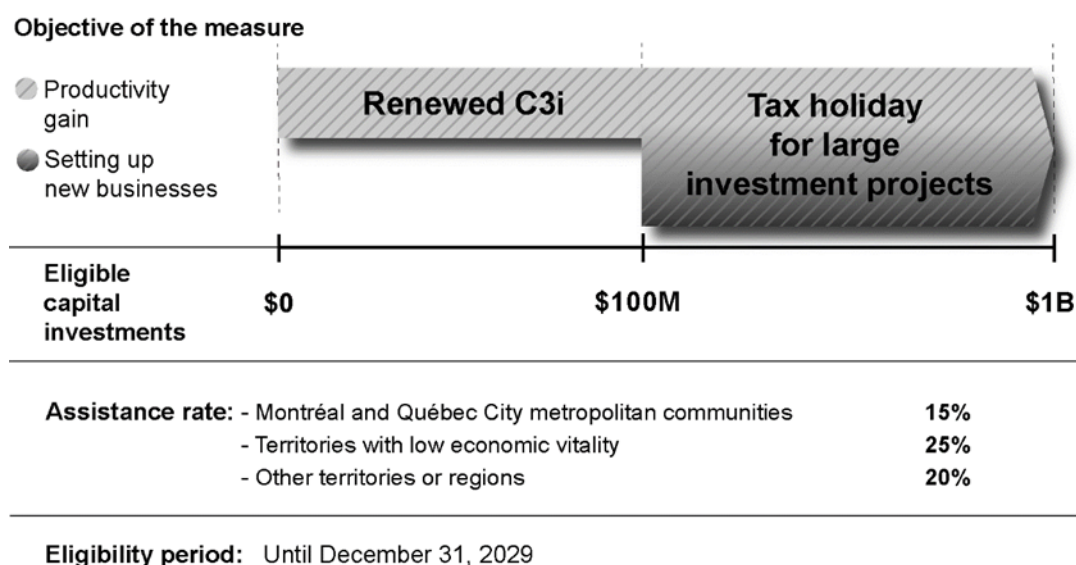 Objective of the measure
Productivity
gain
Setting up
new businesses
Renewed C3i
Tax holiday
for large
investment projects
Eligible
capital
investments
$0
$100M
$1B
Assistance rate: - Montréal and Québec City metropolitan communities 15%
- Territories with low economic vitality 25%
- Other territories or regions 20%
Eligibility period: Until December 31, 2029